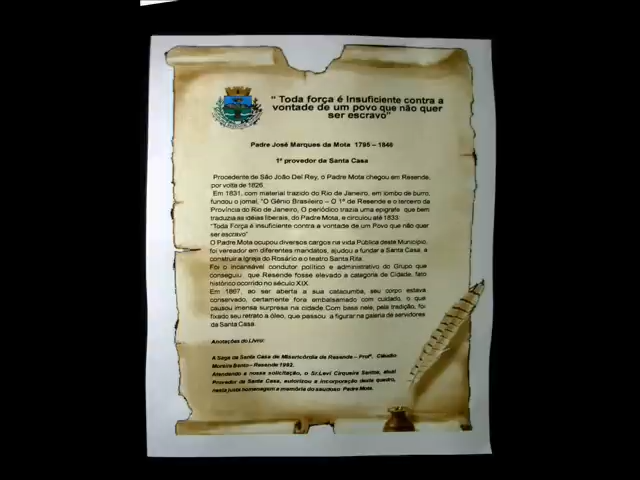 " Toda força é Insuficiente contra a
vontade de um povo que não quer
ser escravo"
Padre José Marques da Mota 1795 – 1846
1º provedor da Santa Casa
Procedente de São João Del Rey, o Padre Mota chegou em Resende,
por volta de 1826.
Em 1831, com material trazido do Rio de Janeiro, em lombo de burro,
fundou o jornal, "O Gênio Brasileiro – O 1º de Resende e o terceiro da
Província do Rio de Janeiro, O periódico trazia uma epígrafe que bem
traduzia as idéias liberais, do Padre Mota, e circulou até 1833.
"Toda Força é insuficiente contra a vontade de um Povo que não quer
ser escravo"
O Padre Mota ocupou diversos cargos na vida Pública deste Município,
foi vereador em diferentes mandatos, ajudou a fundar a Santa Casa, a
construir a Igreja do Rosário e o teatro Santa Rita.
Foi o incansável condutor político e administrativo do Grupo que
conseguiu que Resende fosse elevado a categoria de Cidade, fato
histórico ocorrido no século XIX.
Em 1867, ao ser aberta a sua catacumba, seu corpo estava
conservado, certamente fora embalsamado com cuidado, o que
causou imensa surpresa na cidade.Com base nele, pela tradição, foi
fixado seu retrato a óleo, que passou a figurar na galeria de servidores
da Santa Casa.
Anotações do Livro:
A Saga da Santa Casa de Misericórdia de Resende – Profº. Cláudio
Moreira Bento – Resende 1992.
Atendendo a nossa solicitação, o Sr.Levi Cirqueira Santos, atual
Provedor da Santa Casa, autorizou a incorporação deste quadro,
nesta justa homenagem a memória do saudoso Padre Mota.